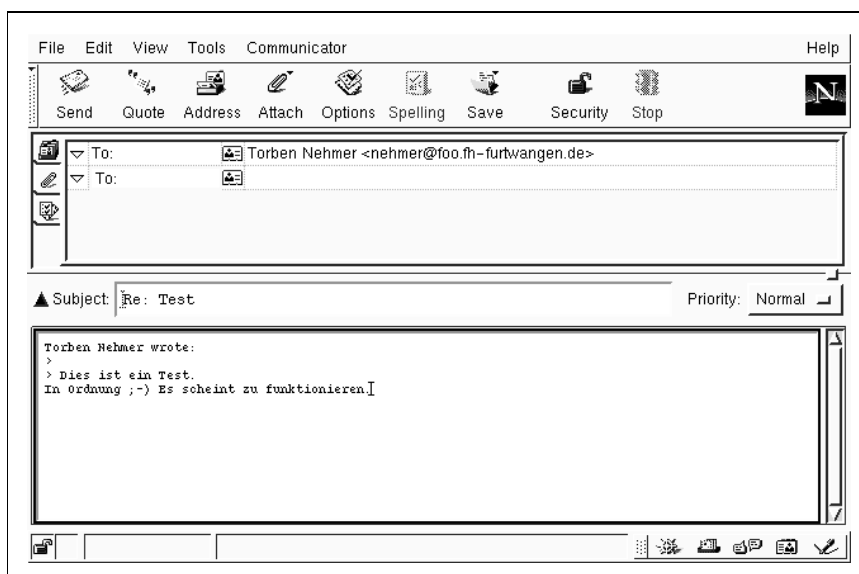 File Edit View Tools Communicator Help
Send Quote Address Attach Options Spelling Save Security Stop
N
To: Torben Nehmer <nehmer@foo.fh-furtwangen.de>
To:
Subject: Re: Test Priority: Normal
Torben Nehmer wrote:
>
> Dies ist ein Test.
In Ordnung ;-) Es scheint zu funktionieren.